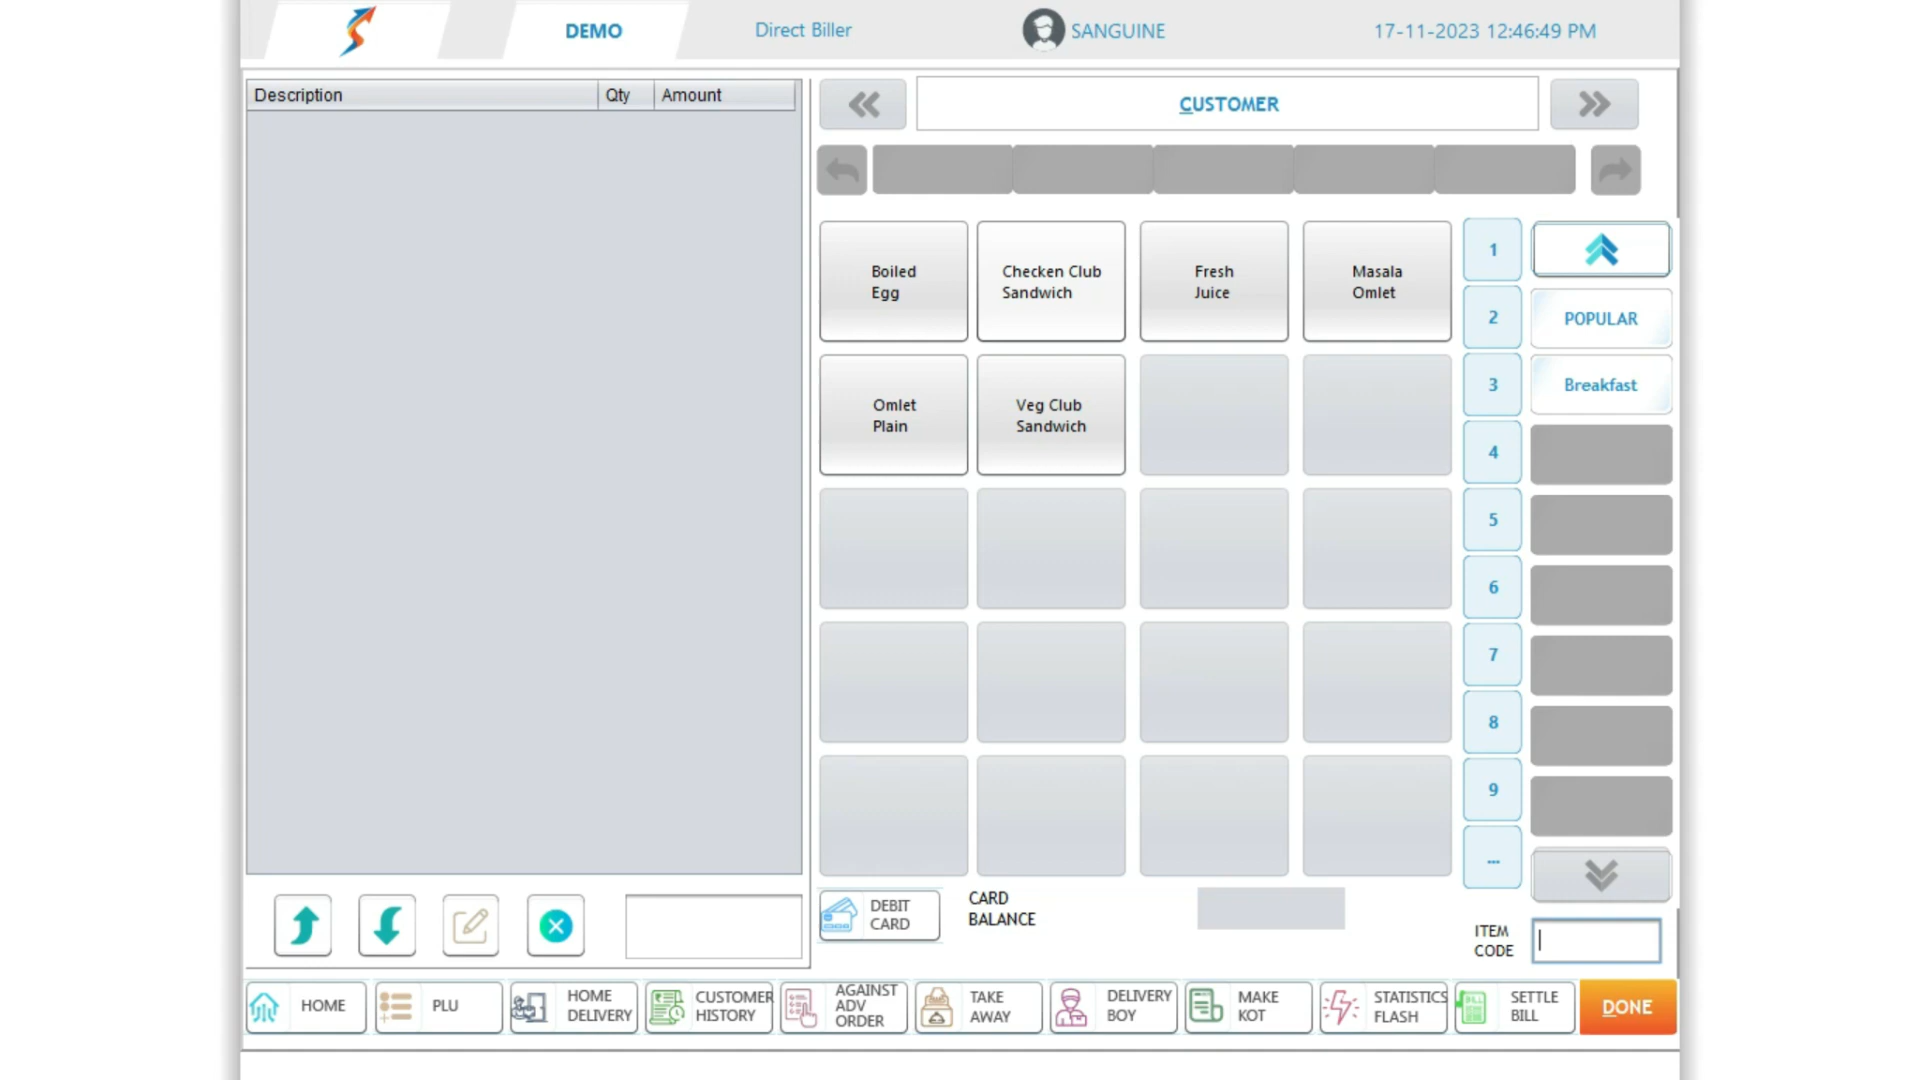 DEMO
Direct Biller
SANGUINE
17-11-2023 12:46:49 PM
Description Qty Amount
CUSTOMER
Boiled
Egg
Checken Club
Sandwich
Fresh
Juice
Masala
Omlet
Omlet
Plain
Veg Club
Sandwich
1
2
3
4
5
6
7
8
9
...
POPULAR
Breakfast
DEBIT
CARD
CARD
BALANCE
ITEM
CODE
HOME
PLU
HOME
DELIVERY
CUSTOMER
HISTORY
AGAINST
ADV
ORDER
TAKE
AWAY
DELIVERY
BOY
MAKE
KOT
STATISTICS
FLASH
SETTLE
BILL
DONE